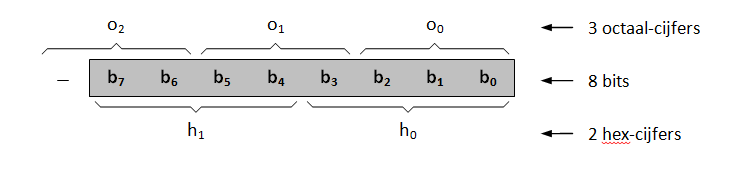 o₂ o₁ o₀ 3 octaal-cijfers
– b₇ b₆ b₅ b₄ b₃ b₂ b₁ b₀ 8 bits
h₁ h₀ 2 hex-cijfers